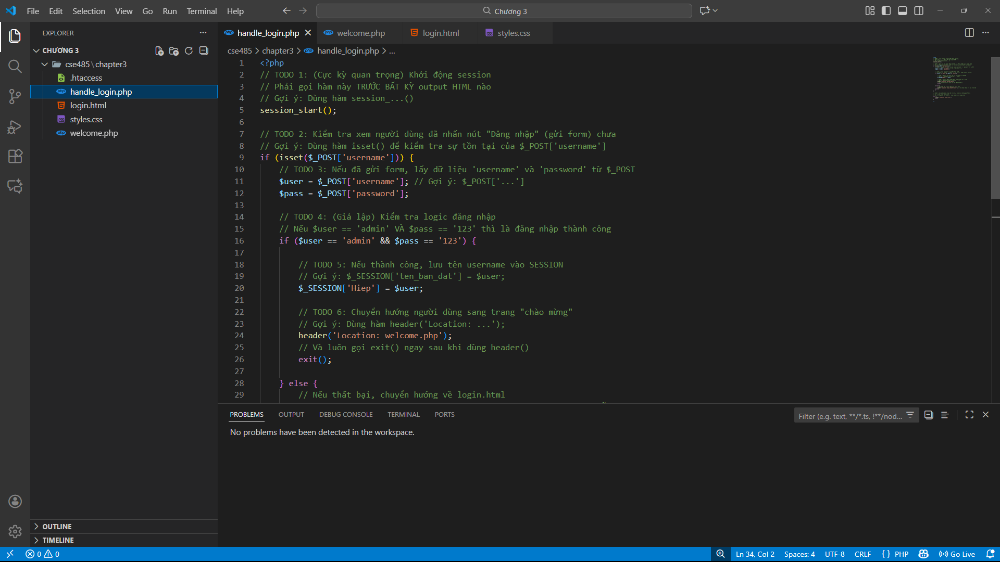 File Edit Selection View Go Run Terminal Help
Chương 3
EXPLORER
CHƯƠNG 3
cse485\chapter3
.htaccess
handle_login.php
login.html
styles.css
welcome.php
OUTLINE
TIMELINE
handle_login.php
welcome.php
login.html
styles.css
cse485 > chapter3 > handle_login.php > ...
1 <?php
2 // TODO 1: (Cực kỳ quan trọng) Khởi động session
3 // Phải gọi hàm này TRƯỚC BẤT KỲ output HTML nào
4 // Gợi ý: Dùng hàm session_...()
5 session_start();
6
7 // TODO 2: Kiểm tra xem người dùng đã nhấn nút "Đăng nhập" (gửi form) chưa
8 // Gợi ý: Dùng hàm isset() để kiểm tra sự tồn tại của $_POST['username']
9 if (isset($_POST['username'])) {
10 // TODO 3: Nếu đã gửi form, lấy dữ liệu 'username' và 'password' từ $_POST
11 $user = $_POST['username']; // Gợi ý: $_POST['...']
12 $pass = $_POST['password'];
13
14 // TODO 4: (Giả lập) Kiểm tra logic đăng nhập
15 // Nếu $user == 'admin' VÀ $pass == '123' thì là đăng nhập thành công
16 if ($user == 'admin' && $pass == '123') {
17
18 // TODO 5: Nếu thành công, lưu tên username vào SESSION
19 // Gợi ý: $_SESSION['ten_ban_dat'] = $user;
20 $_SESSION['Hiep'] = $user;
21
22 // TODO 6: Chuyển hướng người dùng sang trang "chào mừng"
23 // Gợi ý: Dùng hàm header('Location: ...');
24 header('Location: welcome.php');
25 // Và luôn gọi exit() ngay sau khi dùng header()
26 exit();
27
28 } else {
29 // Nếu thất bại, chuyển hướng về login.html
PROBLEMS OUTPUT DEBUG CONSOLE TERMINAL PORTS
Filter (e.g. text, **/*.ts, !**/nod...
No problems have been detected in the workspace.
0 0
Ln 34, Col 2 Spaces: 4 UTF-8 CRLF { } PHP Go Live